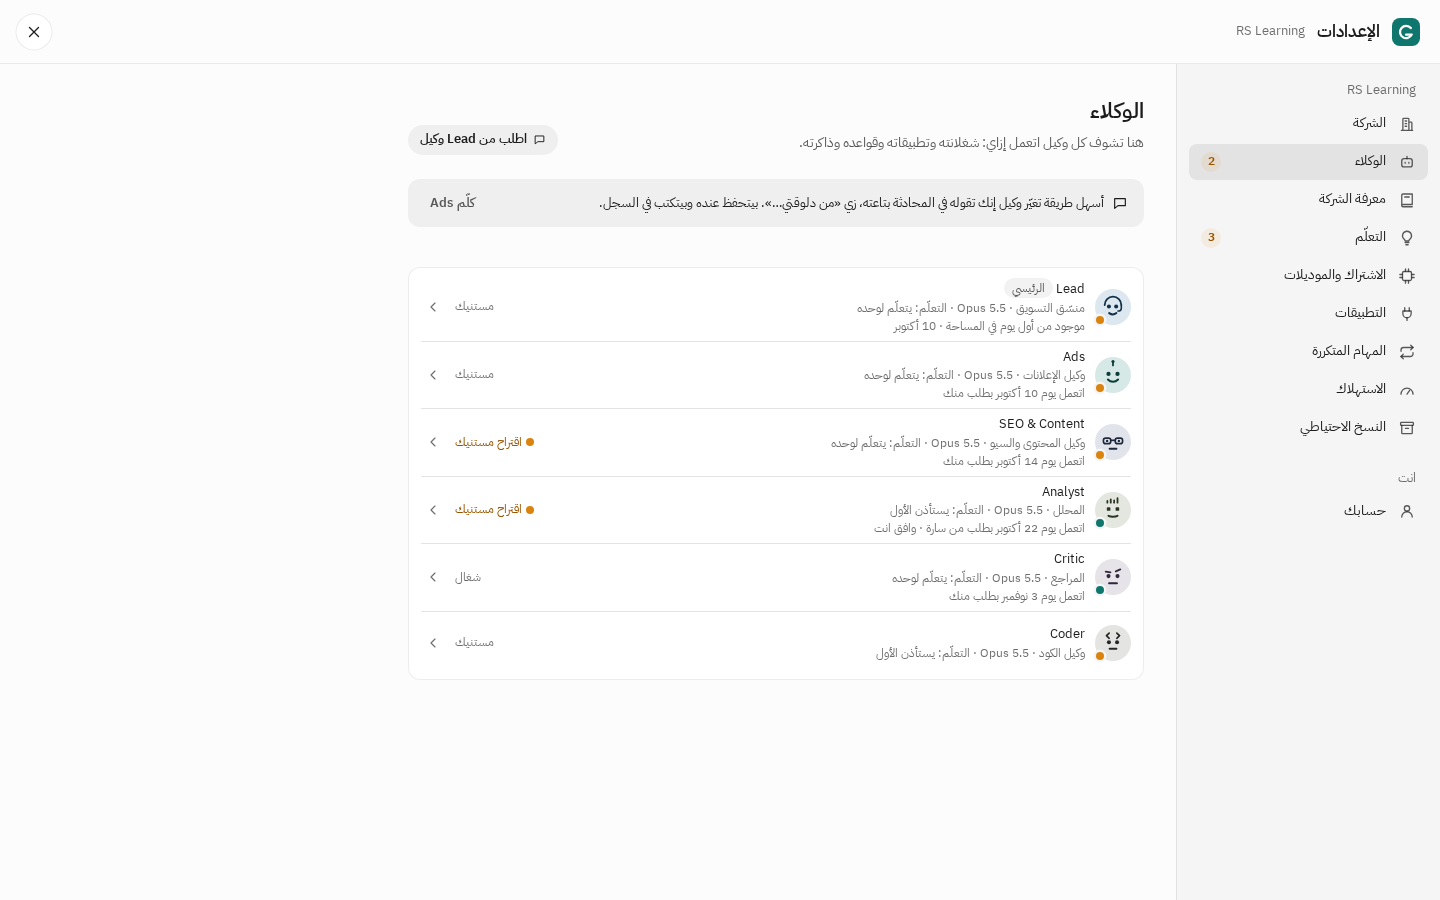 الإعدادات RS Learning
RS Learning
الشركة
الوكلاء 2
معرفة الشركة
التعلّم 3
الاشتراك والموديلات
التطبيقات
المهام المتكررة
الاستهلاك
النسخ الاحتياطي
انت
حسابك
الوكلاء
هنا تشوف كل وكيل اتعمل إزاي: شغلانته وتطبيقاته وقواعده وذاكرته.
اطلب من Lead وكيل
أسهل طريقة تغيّر وكيل إنك تقوله في المحادثة بتاعته، زي «من دلوقتي…». بيتحفظ عنده وبيتكتب في السجل.
كلّم Ads
Lead الرئيسي
منسّق التسويق · Opus 5.5 · التعلّم: يتعلّم لوحده
موجود من أول يوم في المساحة · 10 أكتوبر
مستنيك
Ads
وكيل الإعلانات · Opus 5.5 · التعلّم: يتعلّم لوحده
اتعمل يوم 10 أكتوبر بطلب منك
مستنيك
SEO & Content
وكيل المحتوى والسيو · Opus 5.5 · التعلّم: يتعلّم لوحده
اتعمل يوم 14 أكتوبر بطلب منك
اقتراح مستنيك
Analyst
المحلل · Opus 5.5 · التعلّم: يستأذن الأول
اتعمل يوم 22 أكتوبر بطلب من سارة · وافق انت
اقتراح مستنيك
Critic
المراجع · Opus 5.5 · التعلّم: يتعلّم لوحده
اتعمل يوم 3 نوفمبر بطلب منك
شغال
Coder
وكيل الكود · Opus 5.5 · التعلّم: يستأذن الأول
مستنيك